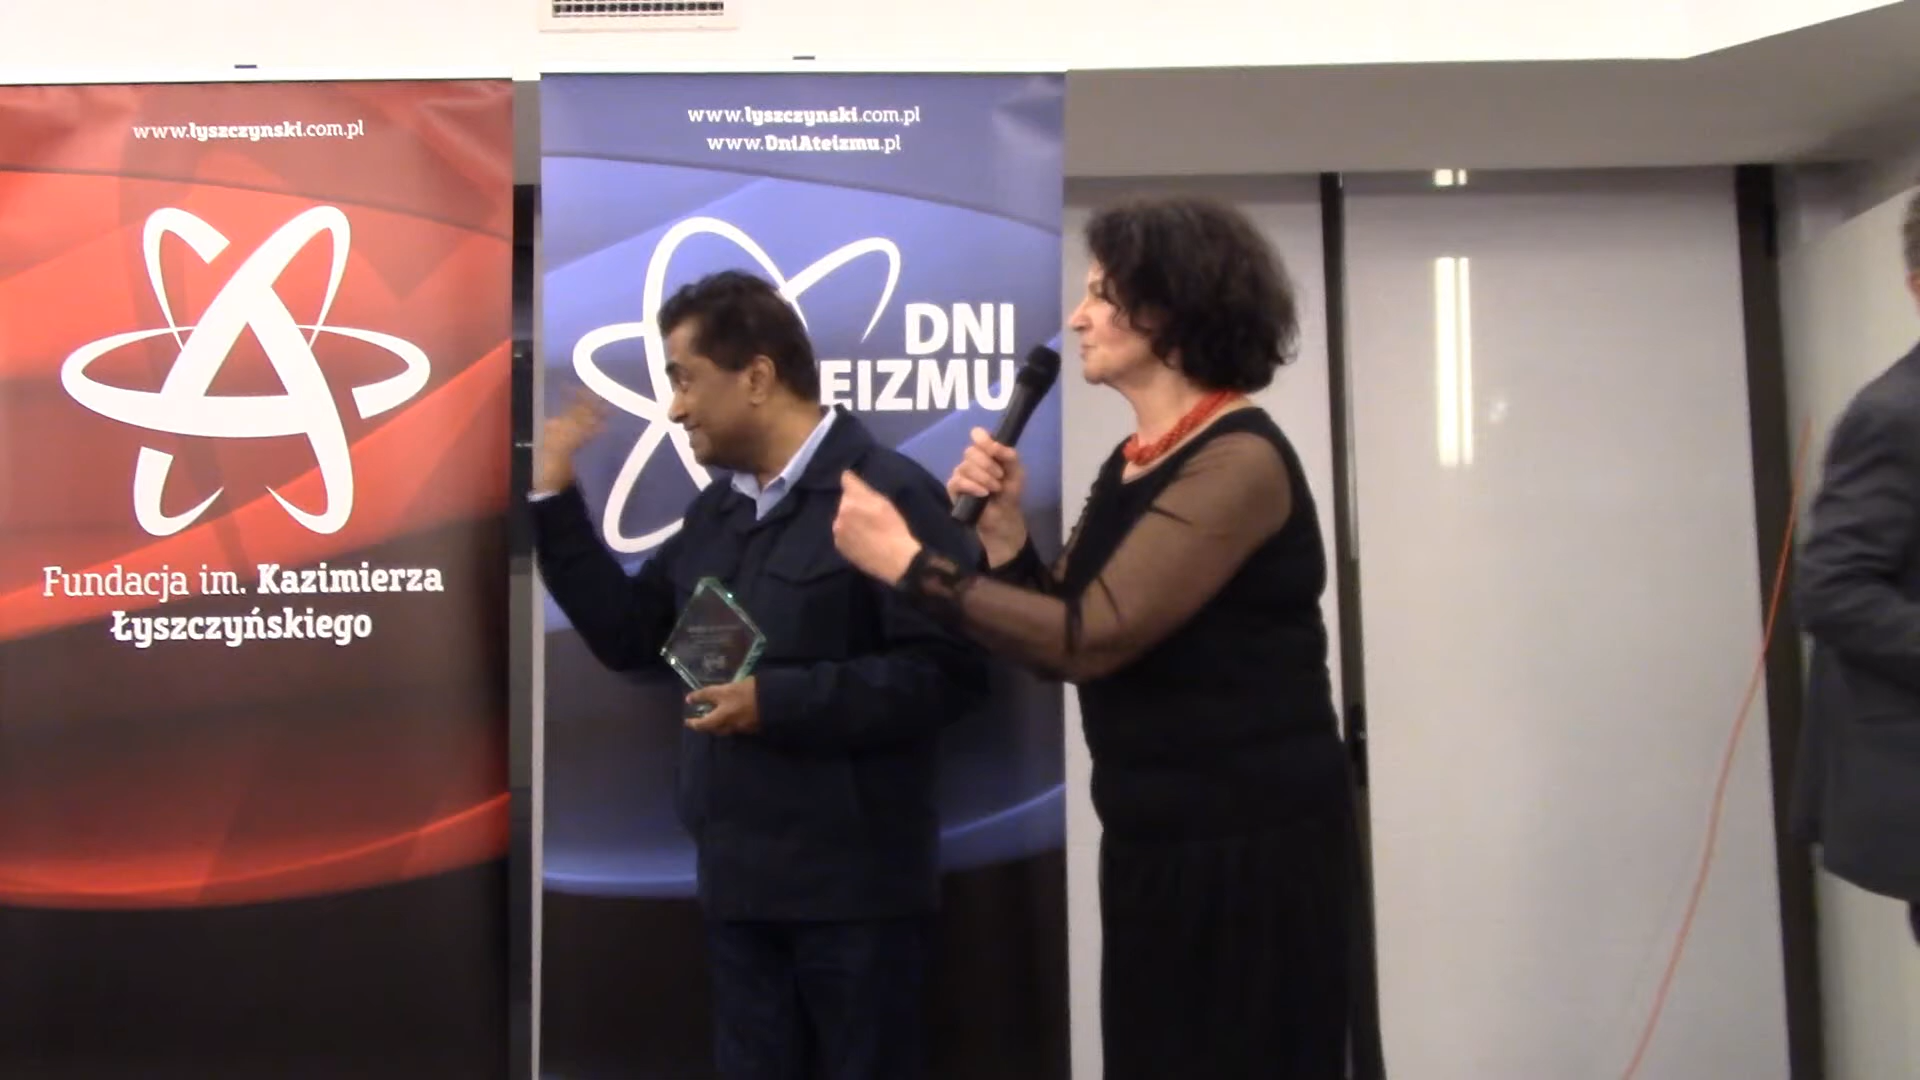 www.lyszczynski.com.pl
Fundacja im. Kazimierza
Łyszczyńskiego
www.lyszczynski.com.pl
www.DniAteizmu.pl
DNI
EIZMU